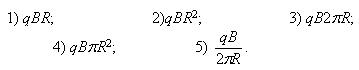 1) qBR; 2)qBR²; 3) qB2πR;
4) qBπR²; 5) qB/2πR.